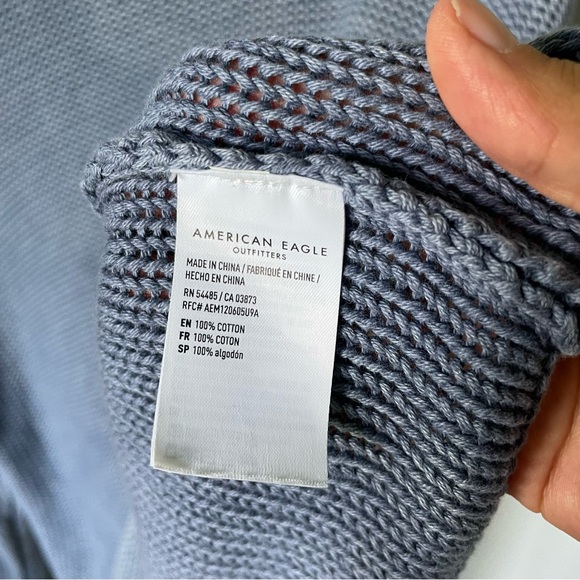 AMERICAN EAGLE
OUTFITTERS
MADE IN CHINA / FABRIQUÉ EN CHINE /
HECHO EN CHINA
RN 54485 / CA 03873
RFC# AEM120605U9A
EN 100% COTTON
FR 100% COTON
SP 100% algodón